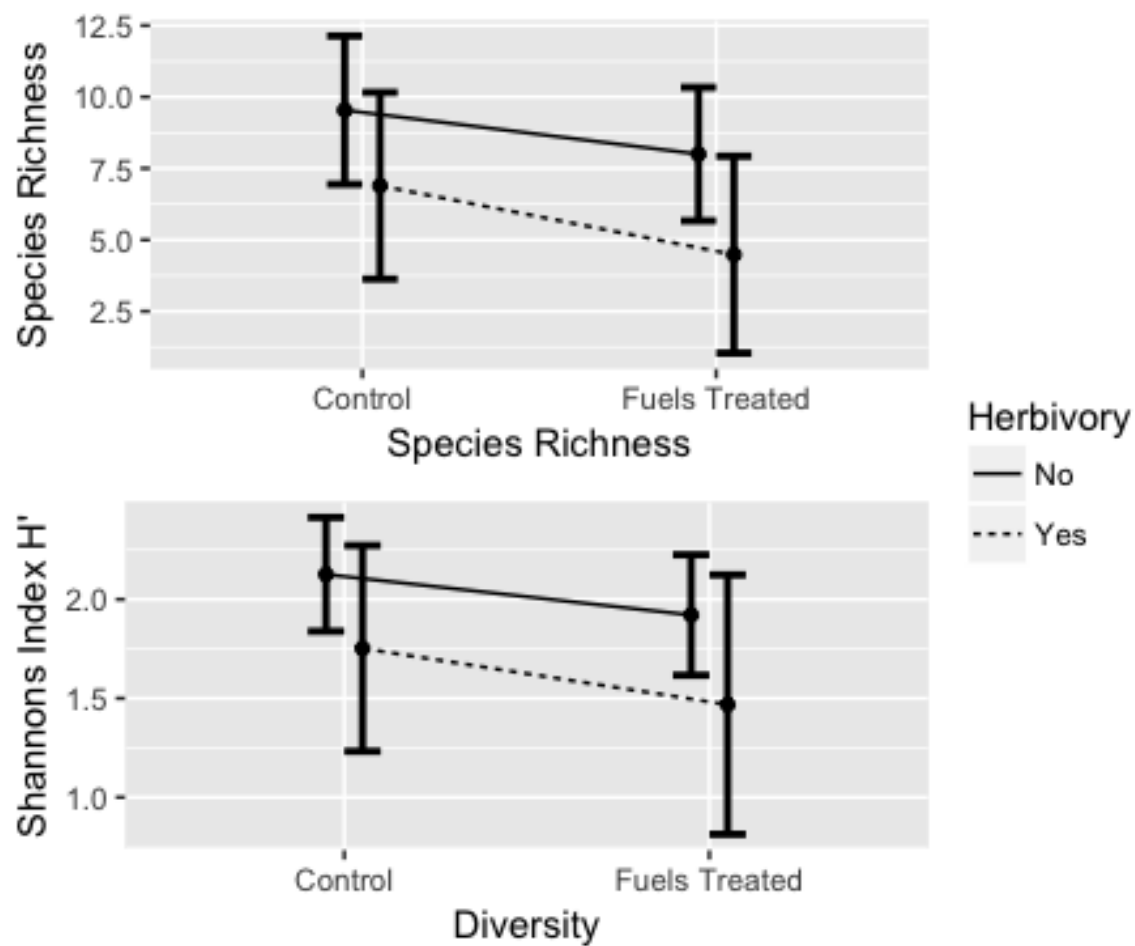 Species Richness
12.5
10.0
7.5
5.0
2.5
Control
Fuels Treated
Species Richness
Herbivory
No
Yes
Shannons Index H'
2.0
1.5
1.0
Control
Fuels Treated
Diversity